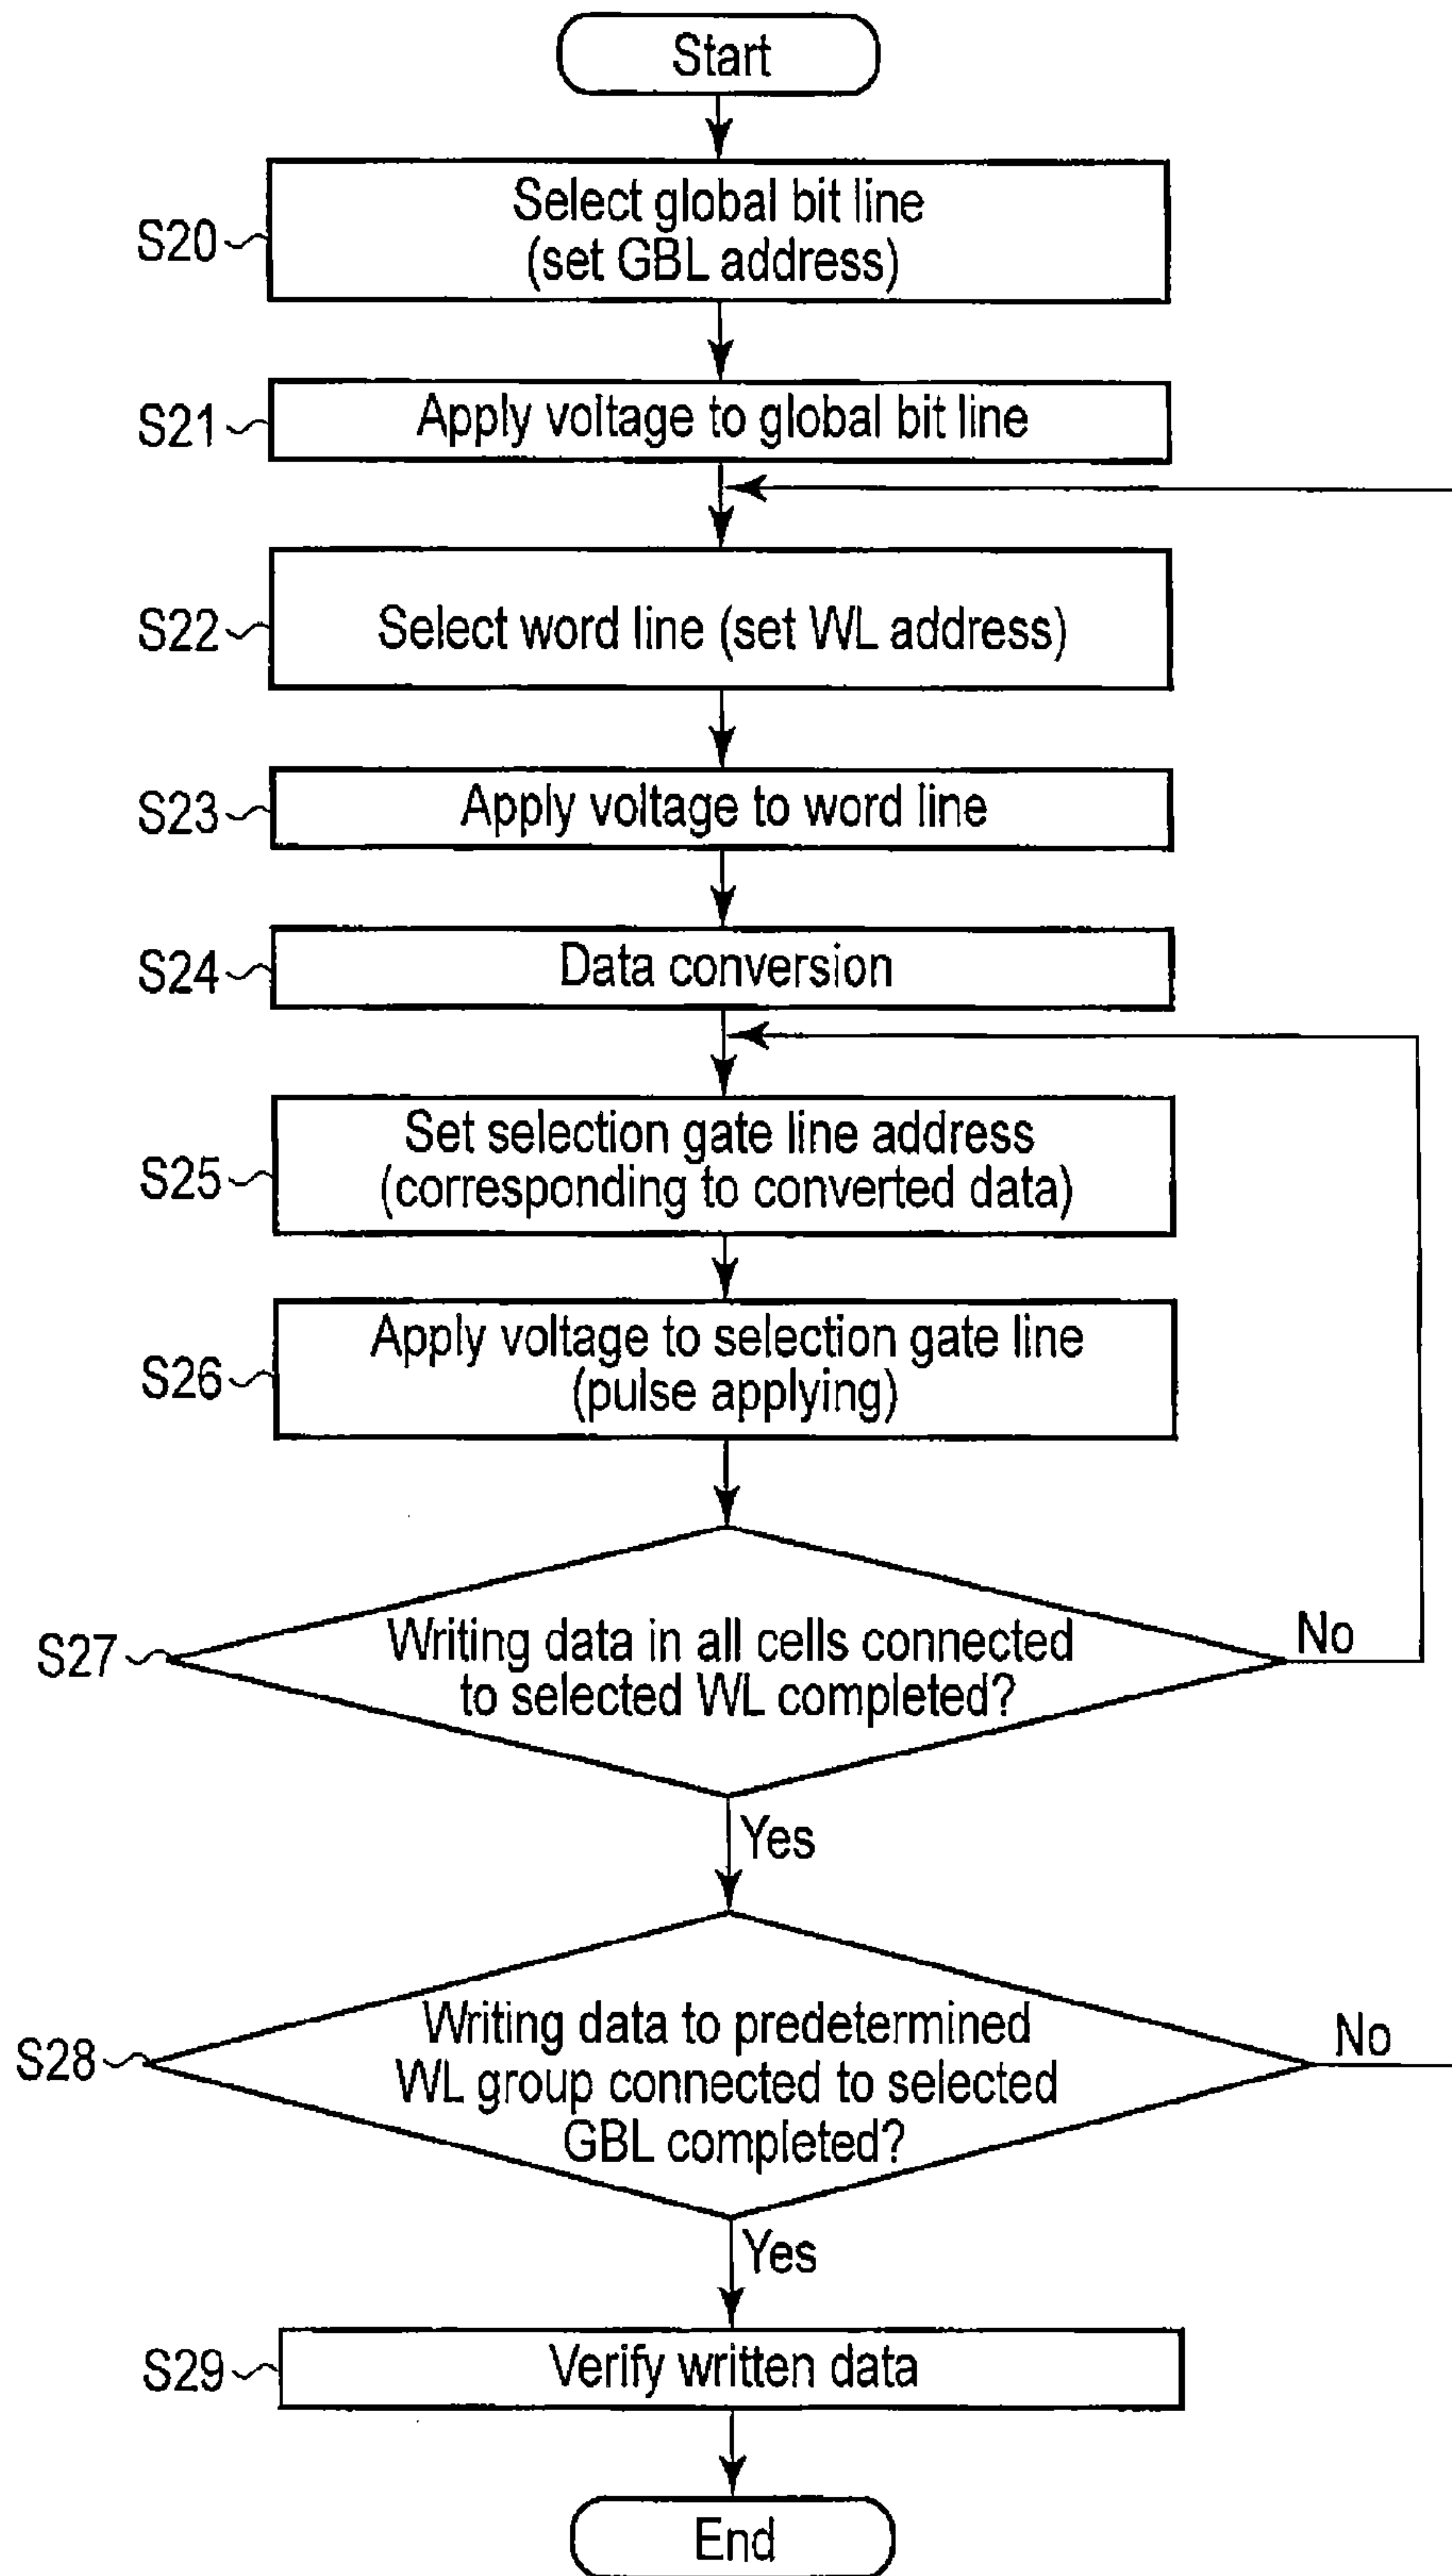 Start
S20
Select global bit line
(set GBL address)
S21
Apply voltage to global bit line
S22
Select word line (set WL address)
S23
Apply voltage to word line
S24
Data conversion
S25
Set selection gate line address
(corresponding to converted data)
S26
Apply voltage to selection gate line
(pulse applying)
S27
Writing data in all cells connected
to selected WL completed?
No
Yes
S28
Writing data to predetermined
WL group connected to selected
GBL completed?
No
Yes
S29
Verify written data
End